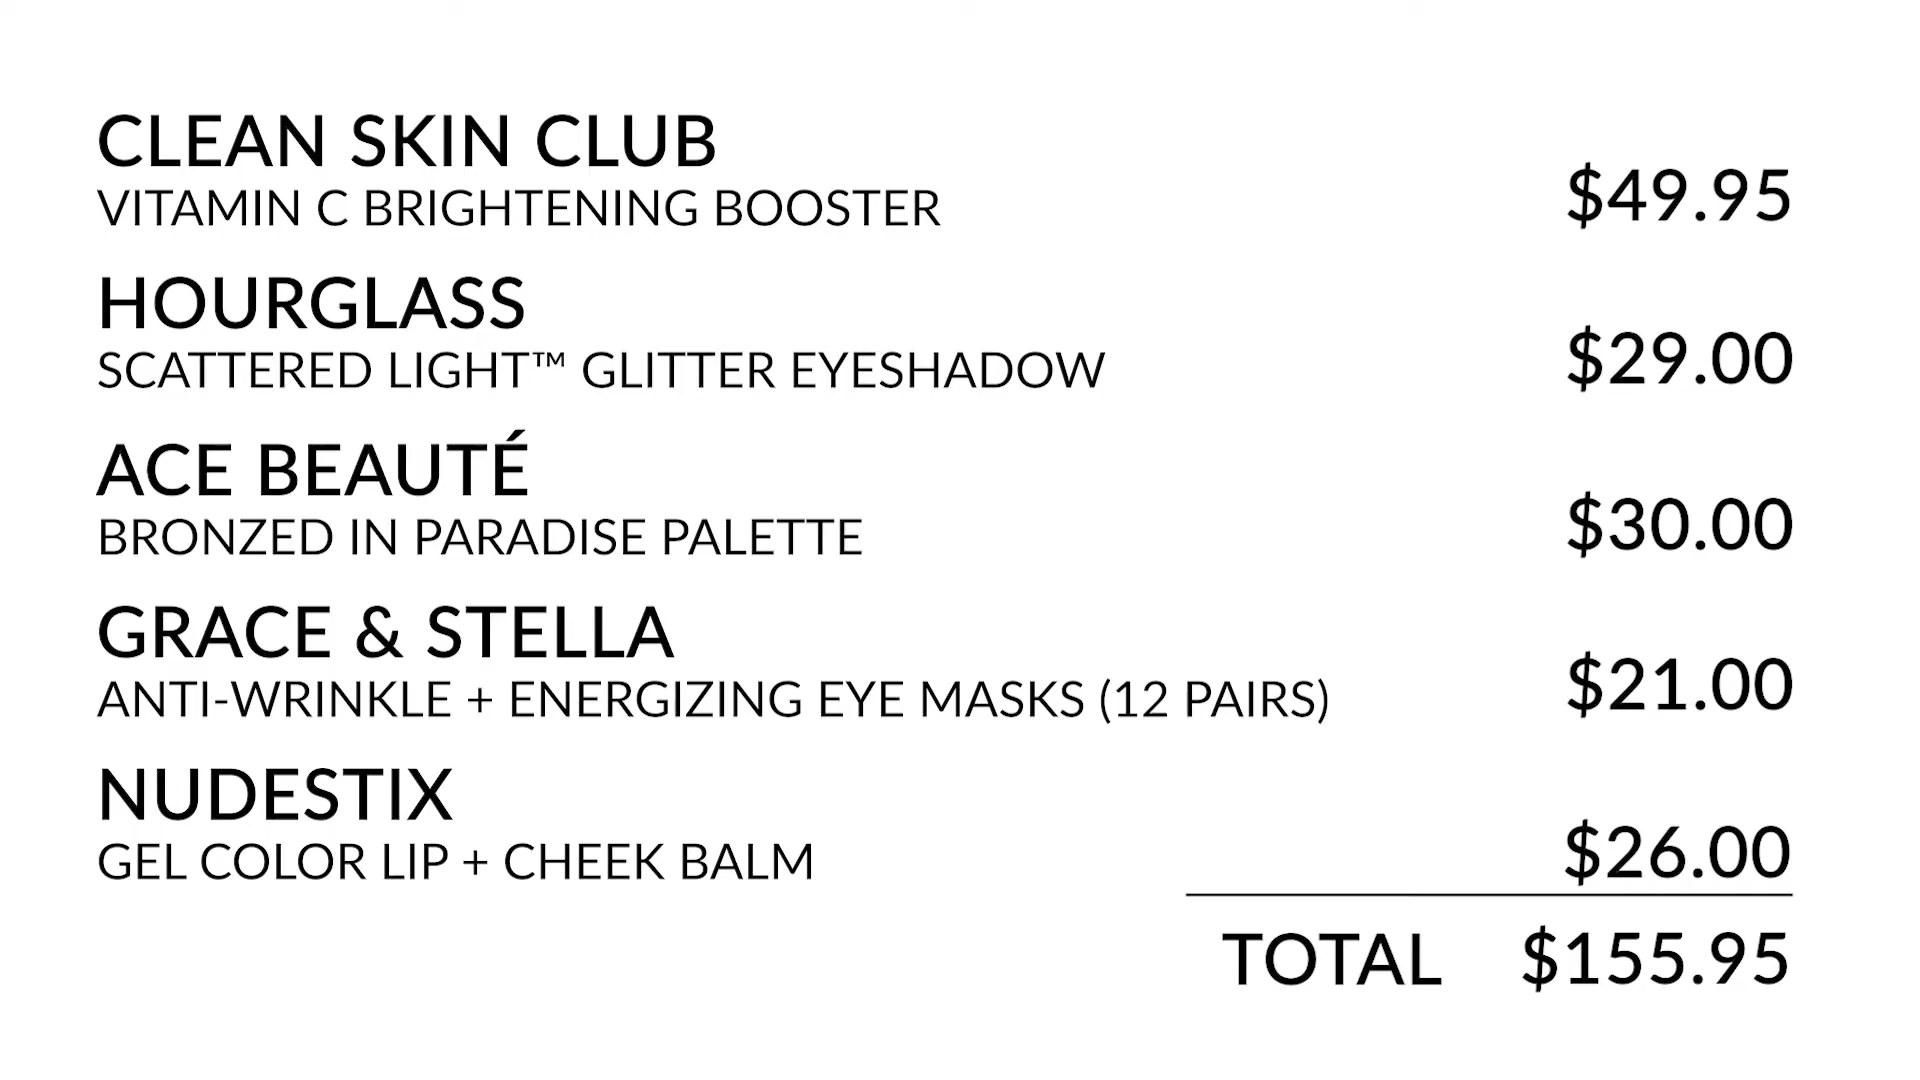 CLEAN SKIN CLUB
VITAMIN C BRIGHTENING BOOSTER
$49.95
HOURGLASS
SCATTERED LIGHT™ GLITTER EYESHADOW
$29.00
ACE BEAUTÉ
BRONZED IN PARADISE PALETTE
$30.00
GRACE & STELLA
ANTI-WRINKLE + ENERGIZING EYE MASKS (12 PAIRS)
$21.00
NUDESTIX
GEL COLOR LIP + CHEEK BALM
$26.00
TOTAL $155.95